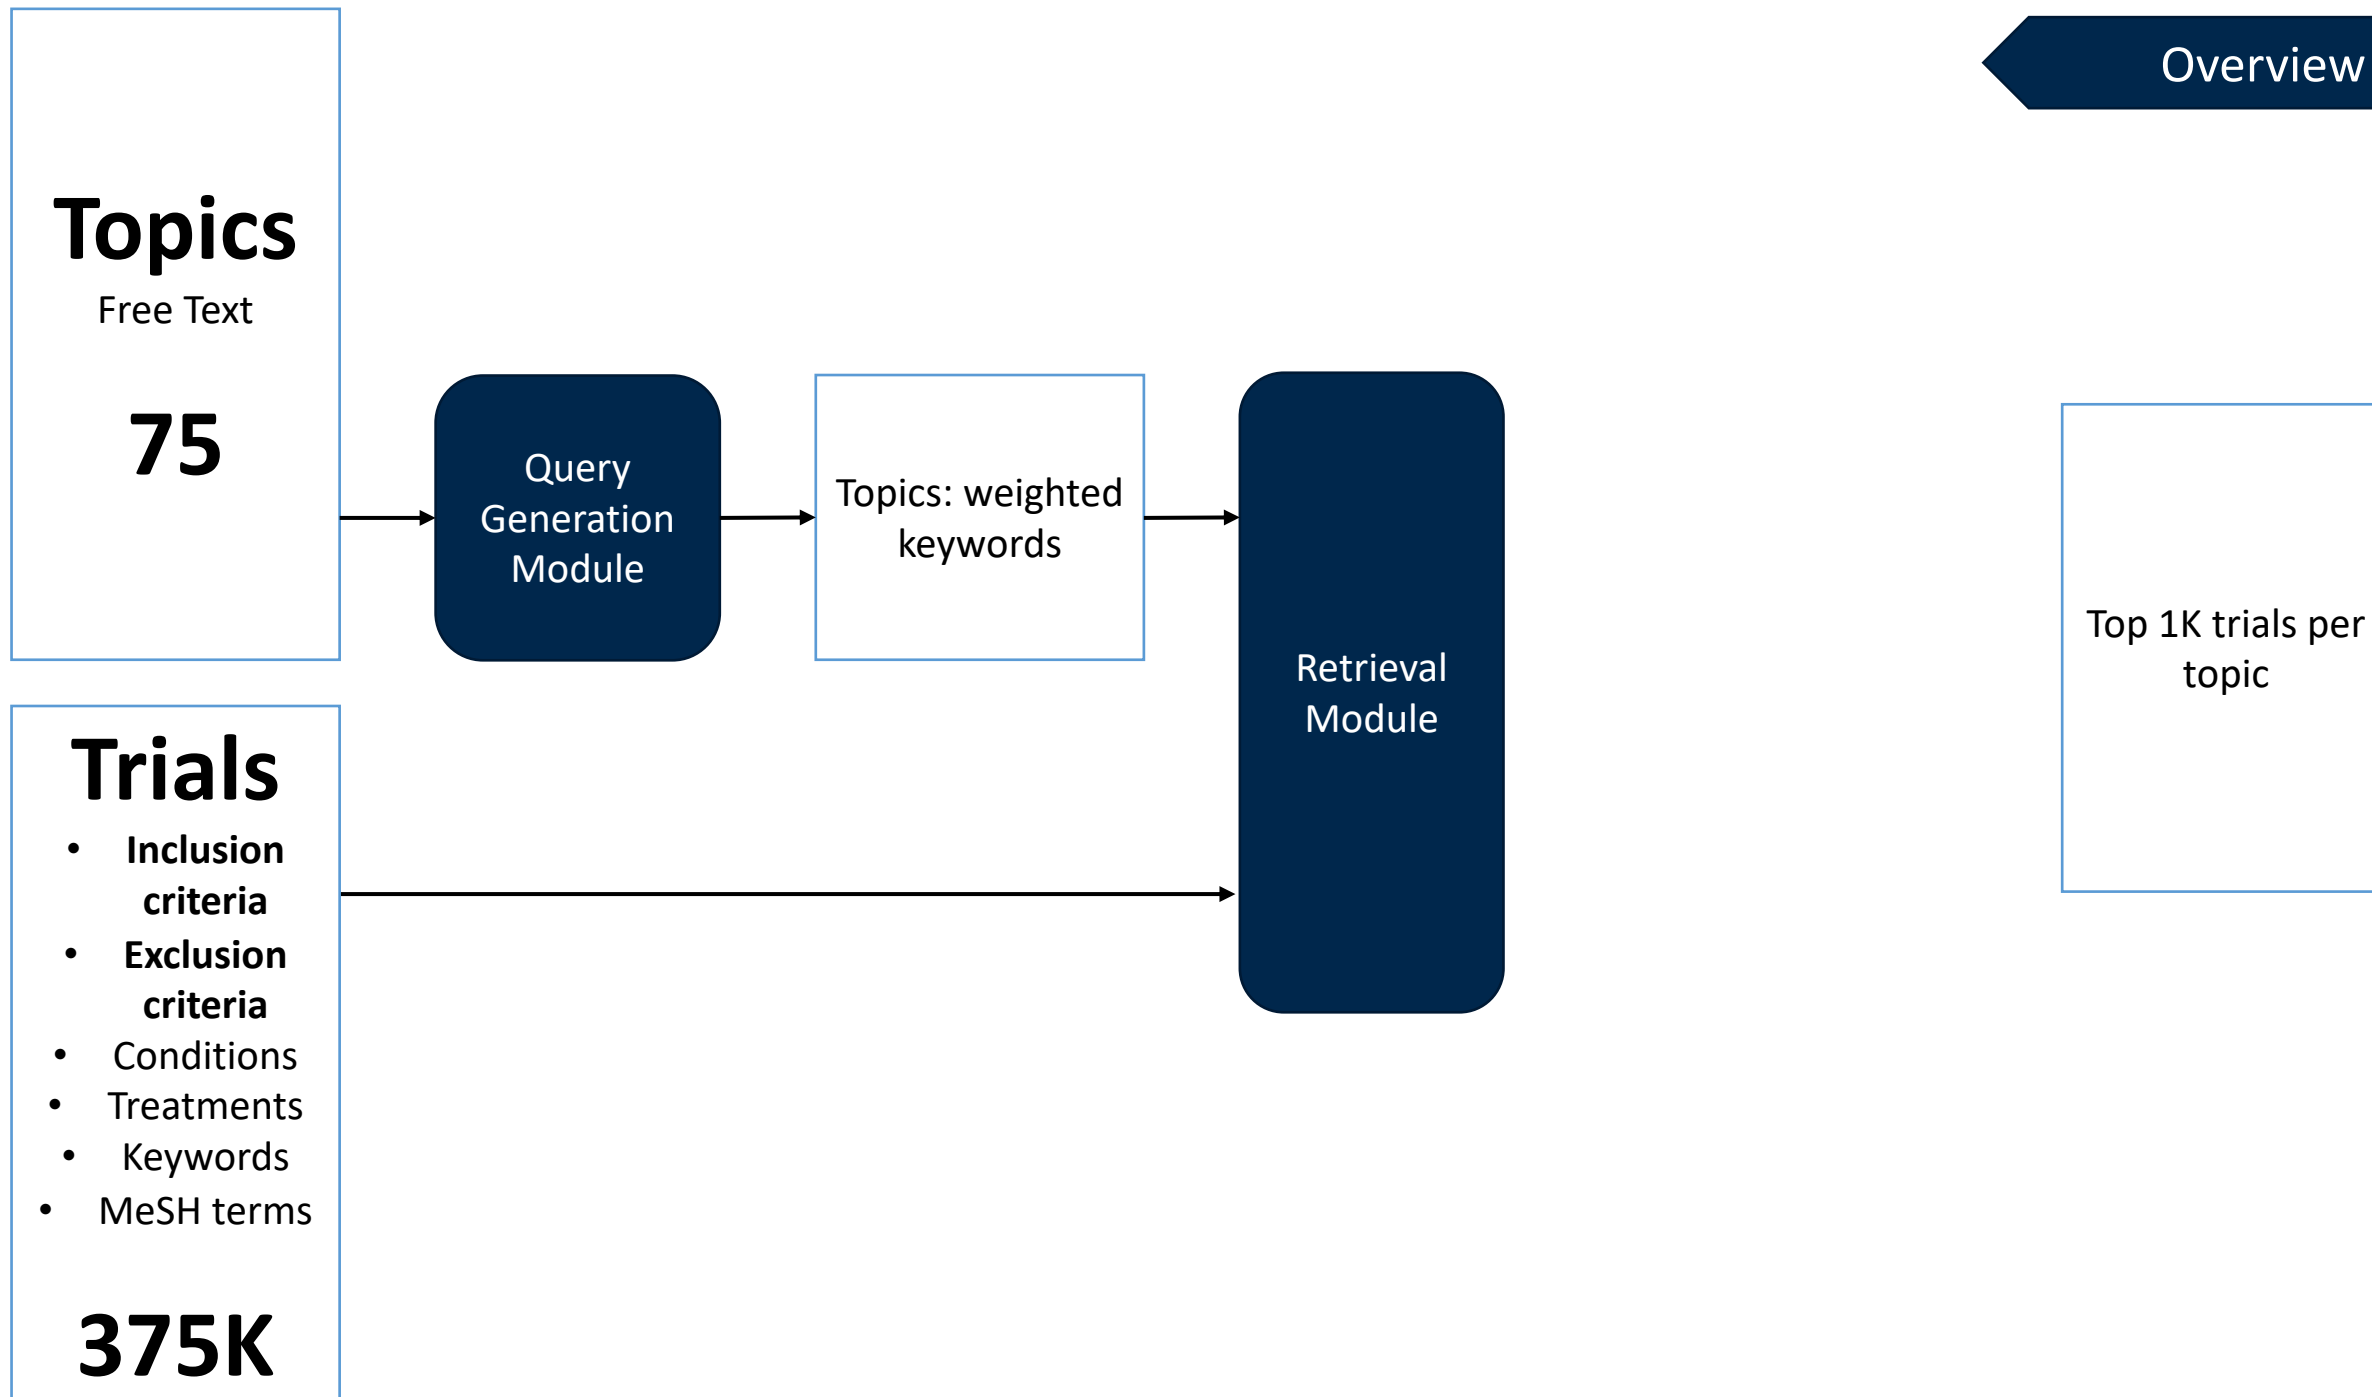 Overview
Topics
Free Text
75
Query
Generation
Module
Topics: weighted
keywords
Retrieval
Module
Top 1K trials per
topic
Trials
• Inclusion
criteria
• Exclusion
criteria
• Conditions
• Treatments
• Keywords
• MeSH terms
375K